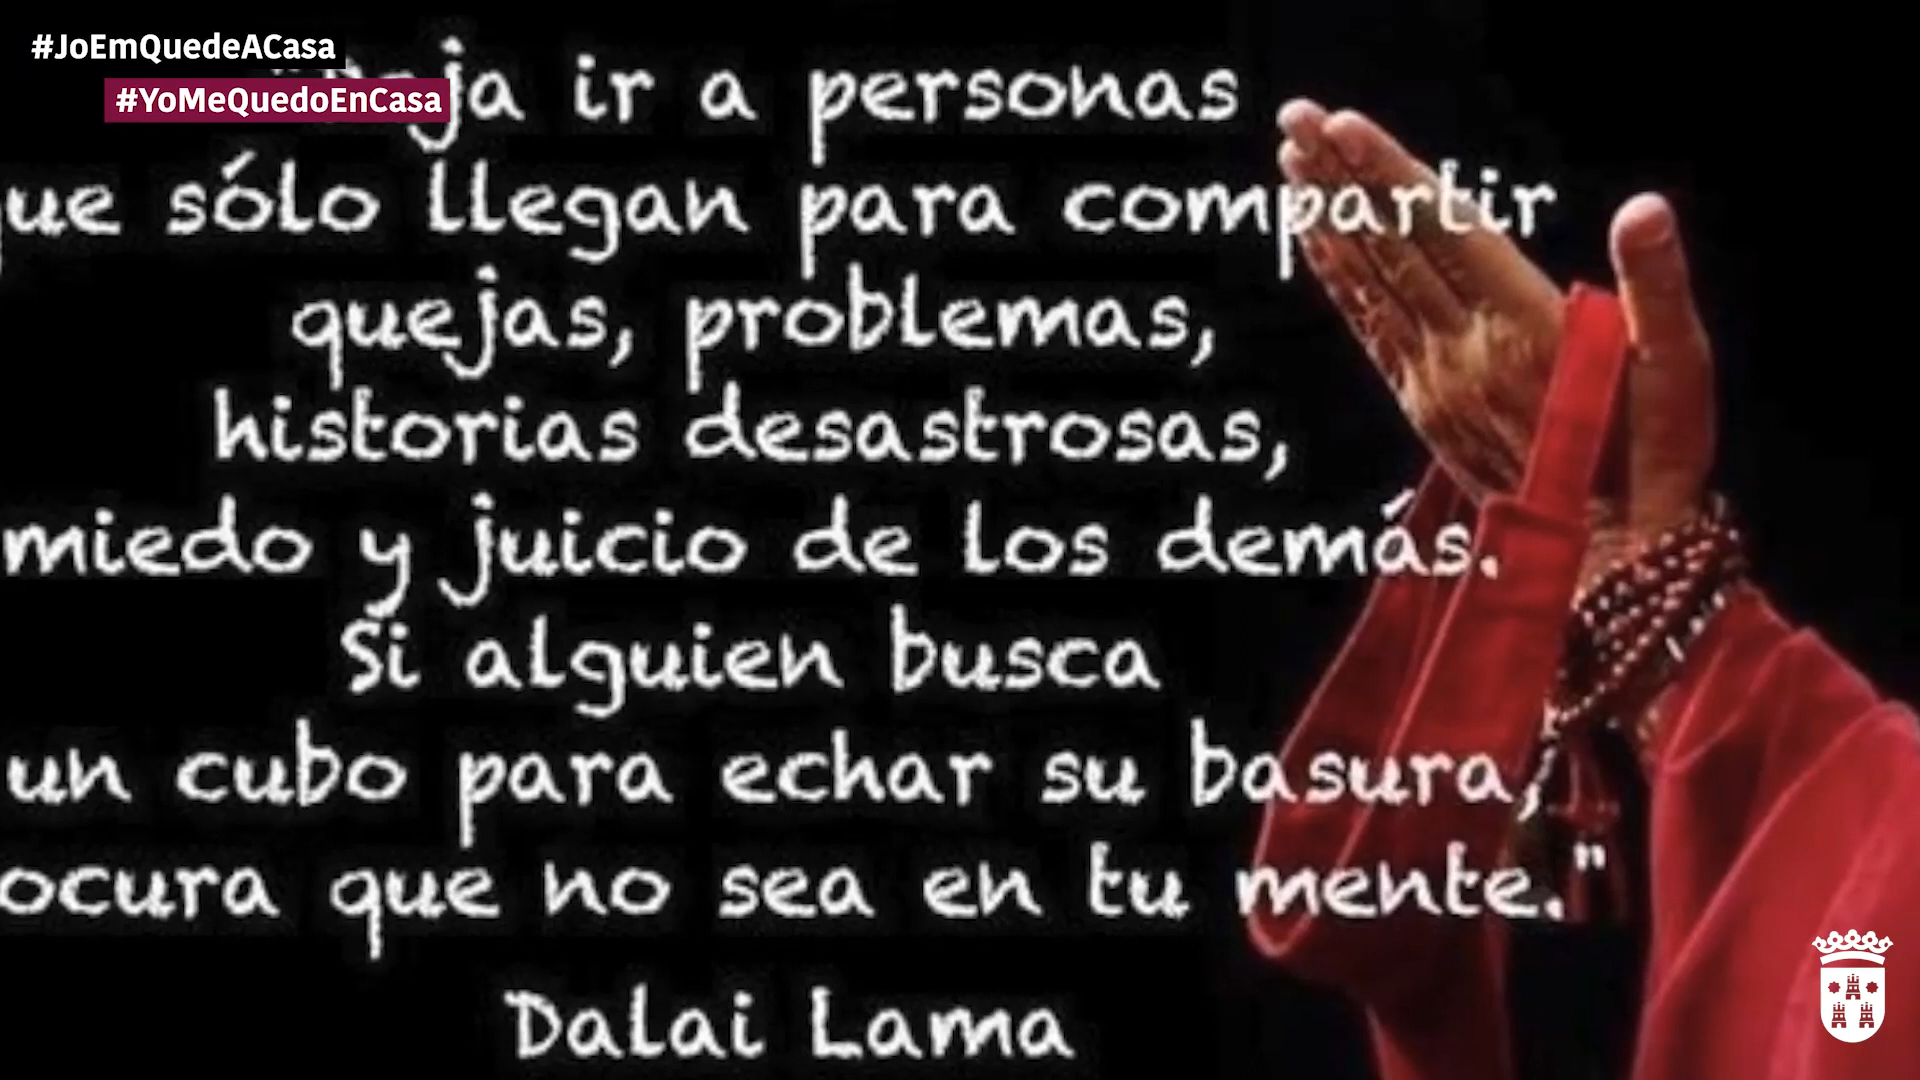 #JoEmQuedeACasa
#YoMeQuedoEnCasa
ir a personas
sólo llegan para compartir
quejas, problemas,
historias desastrosas,
miedo y juicio de los demás.
Si alguien busca
un cubo para echar su basura,
que no sea en tu mente."
Dalai Lama